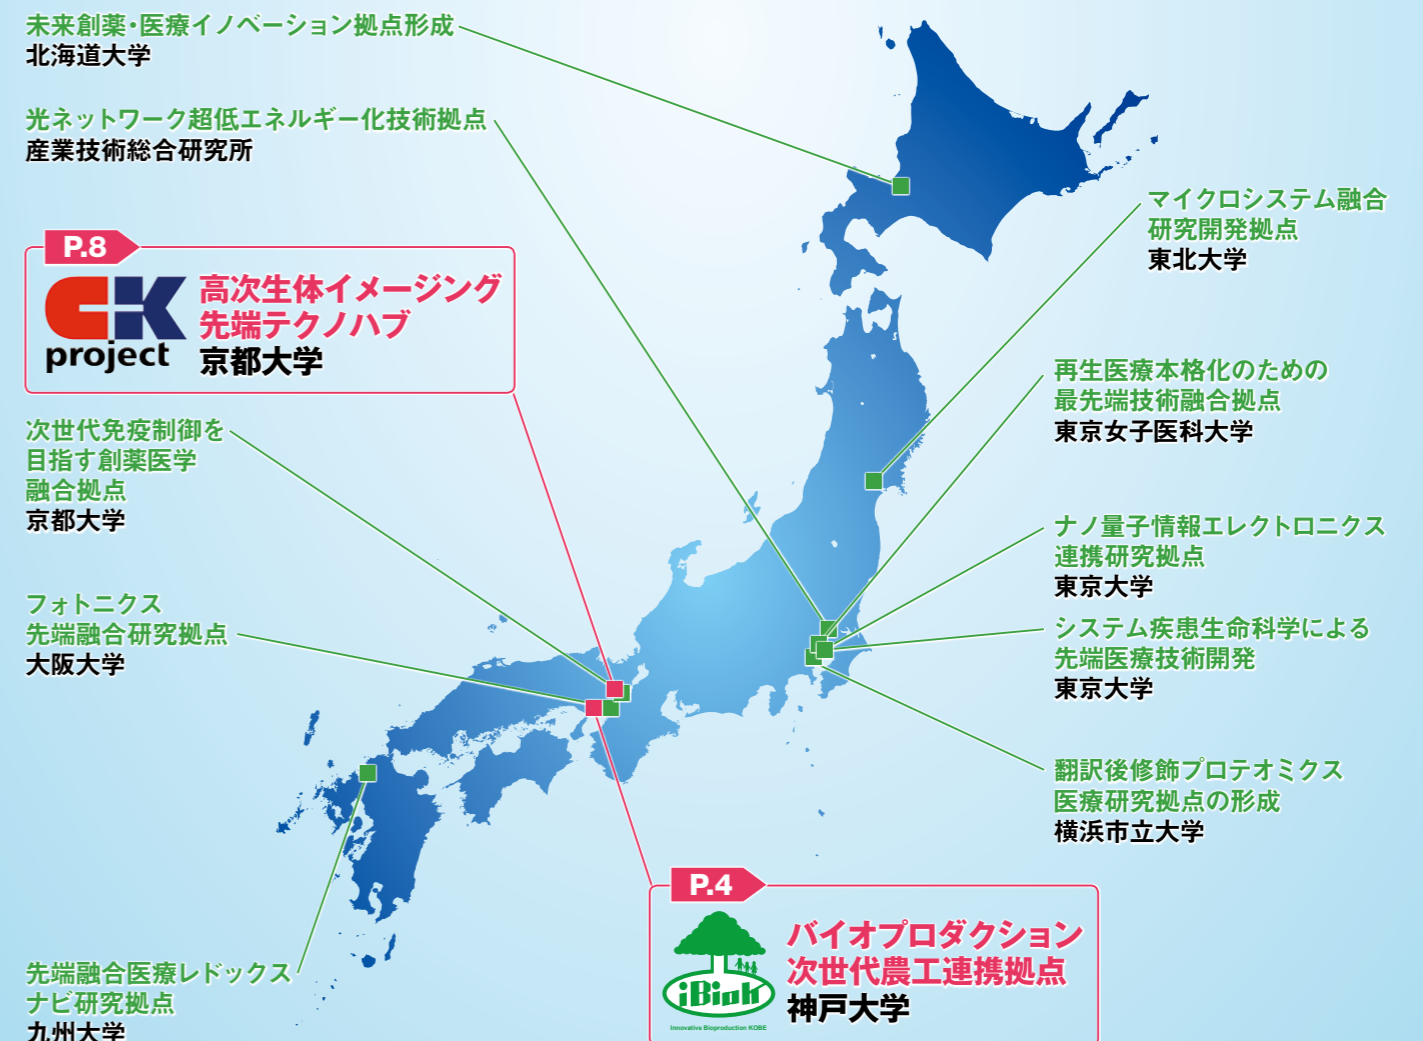 未来創薬・医療イノベーション拠点形成
北海道大学
光ネットワーク超低エネルギー化技術拠点
産業技術総合研究所
P.8
CK
project
高次生体イメージング
先端テクノハブ
京都大学
次世代免疫制御を
目指す創薬医学
融合拠点
京都大学
フォトニクス
先端融合研究拠点
大阪大学
先端融合医療レドックス
ナビ研究拠点
九州大学
マイクロシステム融合
研究開発拠点
東北大学
再生医療本格化のための
最先端技術融合拠点
東京女子医科大学
ナノ量子情報エレクトロニクス
連携研究拠点
東京大学
システム疾患生命科学による
先端医療技術開発
東京大学
翻訳後修飾プロテオミクス
医療研究拠点の形成
横浜市立大学
P.4
iBioK
Innovative Bioproduction KOBE
バイオプロダクション
次世代農工連携拠点
神戸大学